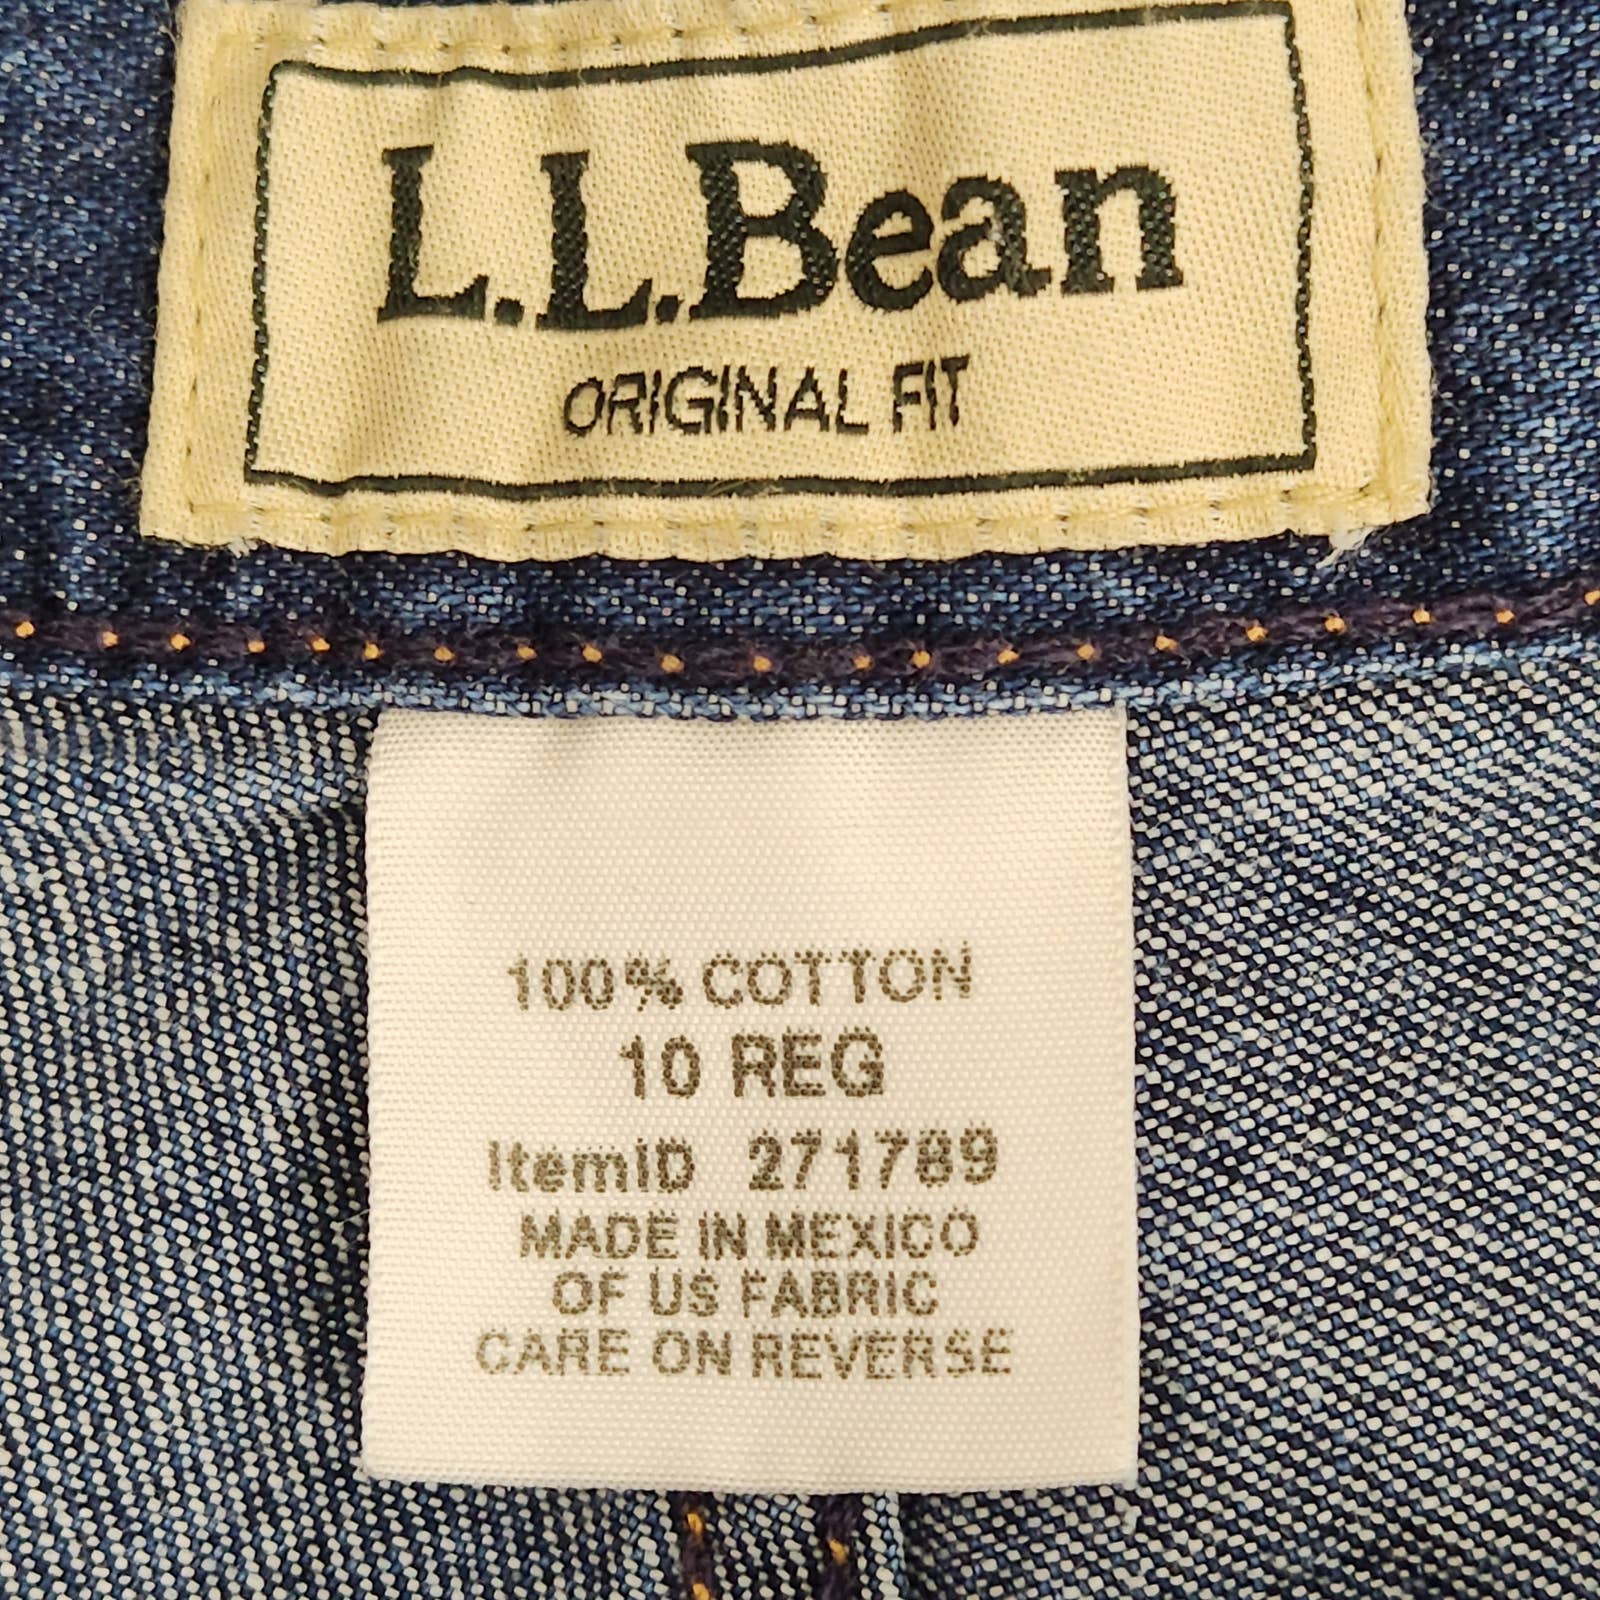 L.L.Bean
ORIGINAL FIT
100% COTTON
10 REG
ItemID 271789
MADE IN MEXICO
OF US FABRIC
CARE ON REVERSE